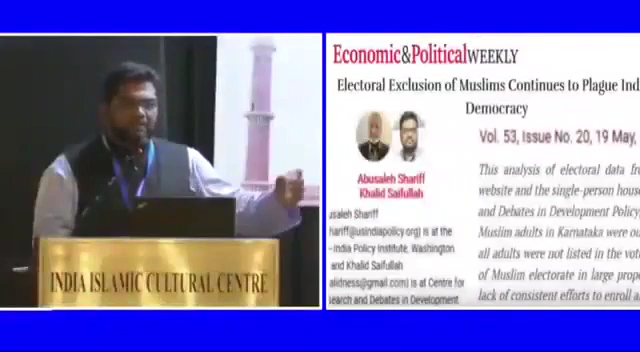 INDIA ISLAMIC CULTURAL CENTRE
Economic&PoliticalWEEKLY
Electoral Exclusion of Muslims Continues to Plague Ind
Democracy
Vol. 53, Issue No. 20, 19 May,
Abusaleh Shariff
Khalid Saifullah
usaleh Shariff
hariff@usindiapolicy.org) is at the
-India Policy Institute, Washington
and Khalid Saifullah
alidness@gmail.com) is at Centre for
search and Debates in Development
This analysis of electoral data fr
website and the single-person hous
and Debates in Development Policy,
Muslim adults in Karnataka were ou
all adults were not listed in the vot
of Muslim electorate in large prop
lack of consistent efforts to enroll a